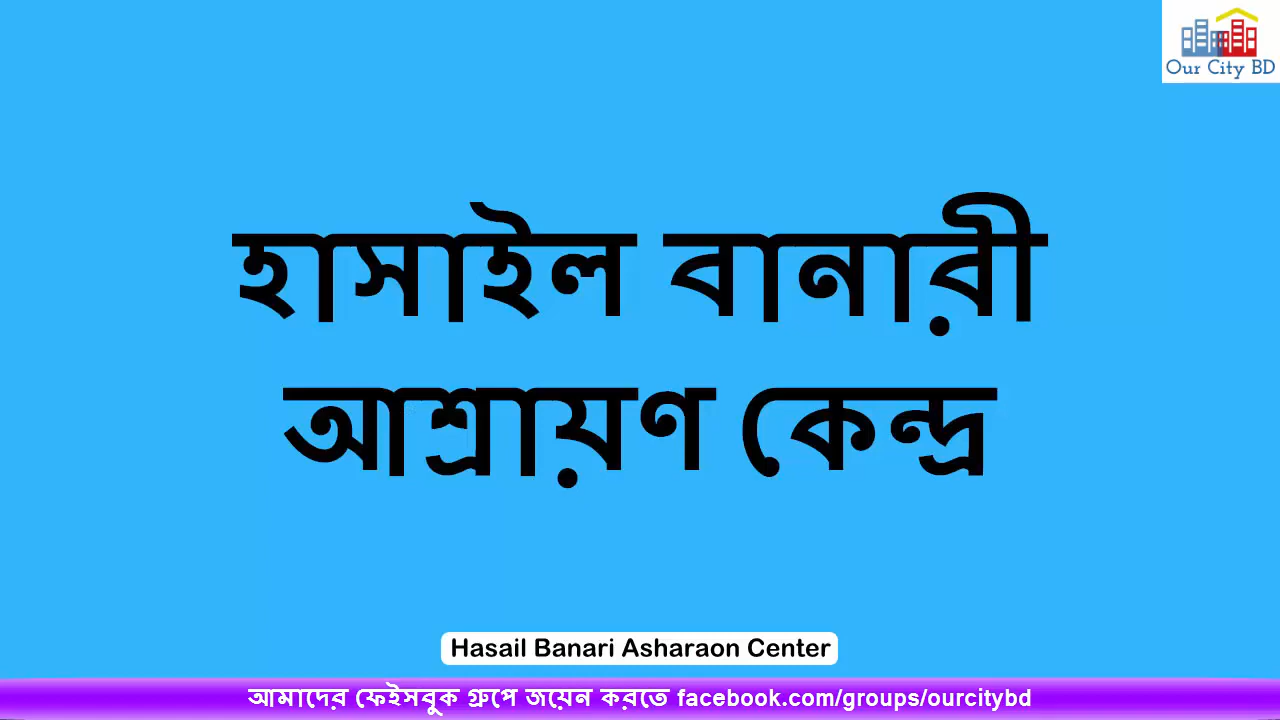 Our City BD
হাসাইল বানারী
আশ্রায়ণ কেন্দ্র
Hasail Banari Asharaon Center
আমাদের ফেইসবুক গ্রুপে জয়েন করতে facebook.com/groups/ourcitybd